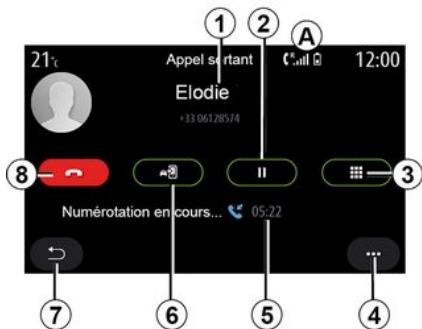 1 2 A
21°C Appel sortant R 12:00
Elodie
+33 06128574
8 3
Numérotation en cours... 05:22
7 6 5 4